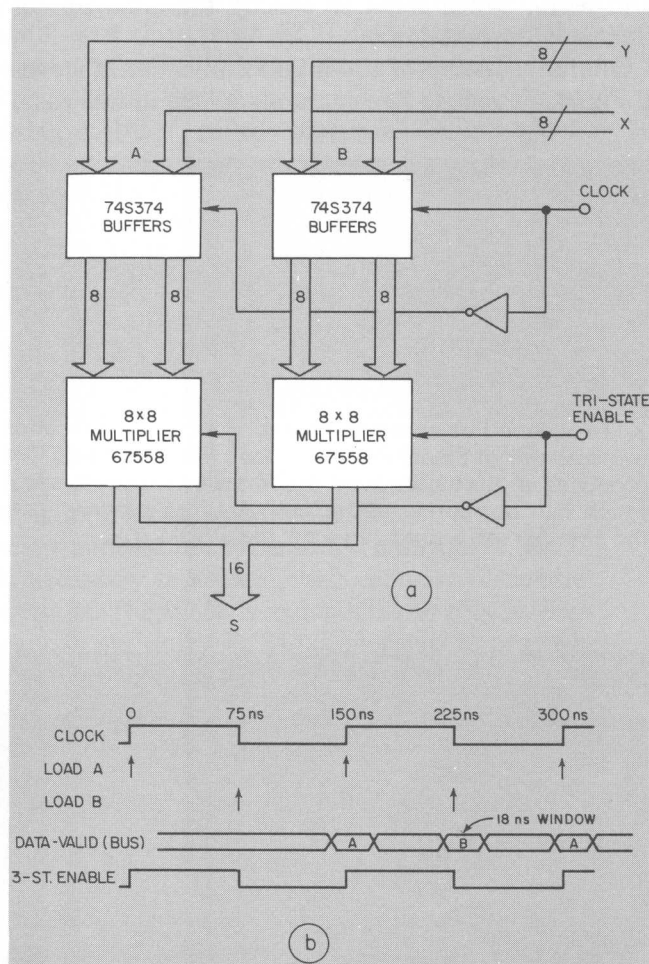 8 Y
8 X
A B
74S374
BUFFERS
74S374
BUFFERS
CLOCK
8 8 8 8
8×8
MULTIPLIER
67558
8 × 8
MULTIPLIER
67558
TRI-STATE
ENABLE
16
S
a
0 75 ns 150 ns 225 ns 300 ns
CLOCK
LOAD A
LOAD B
18 ns WINDOW
DATA-VALID (BUS) A B A
3-ST. ENABLE
b